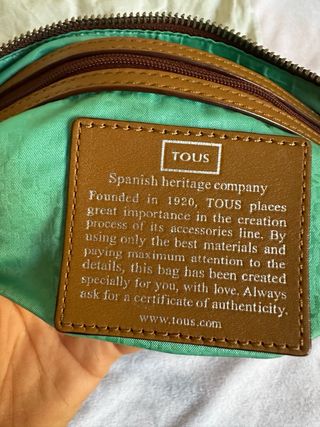 TOUS
Spanish heritage company
Founded in 1920, TOUS places
great importance in the creation
process of its accessories line. By
using only the best materials and
paying maximum attention to the
details, this bag has been created
specially for you, with love. Always
ask for a certificate of authenticity.
www.tous.com